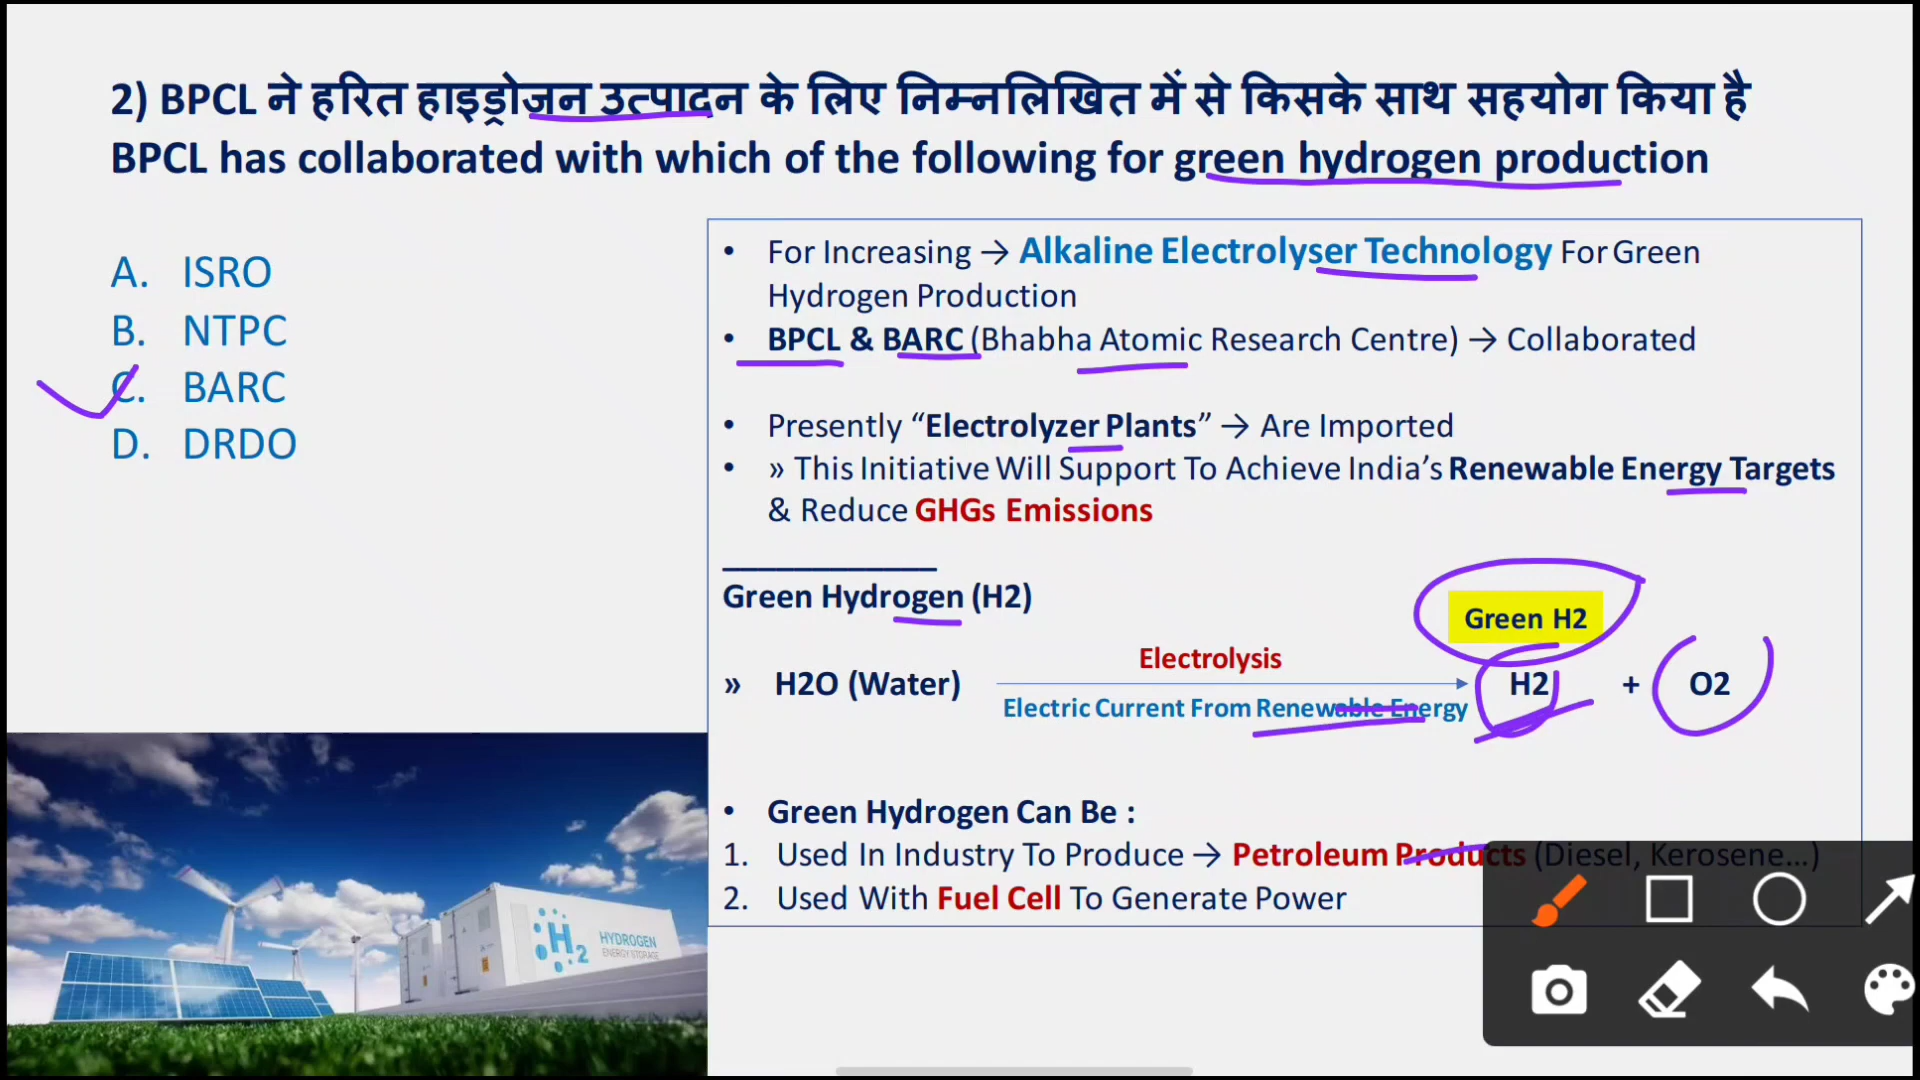 2) BPCL ने हरित हाइड्रोजन उत्पादन के लिए निम्नलिखित में से किसके साथ सहयोग किया है
BPCL has collaborated with which of the following for green hydrogen production
A. ISRO
B. NTPC
C. BARC
D. DRDO
• For Increasing → Alkaline Electrolyser Technology For Green
Hydrogen Production
• BPCL & BARC (Bhabha Atomic Research Centre) → Collaborated
• Presently “Electrolyzer Plants” → Are Imported
• » This Initiative Will Support To Achieve India’s Renewable Energy Targets
& Reduce GHGs Emissions
Green Hydrogen (H2)
Green H2
Electrolysis
» H2O (Water) H2 + O2
Electric Current From Renewable Energy
• Green Hydrogen Can Be :
1. Used In Industry To Produce → Petroleum Products (Diesel, Kerosene...)
2. Used With Fuel Cell To Generate Power
H2 HYDROGEN
ENERGY STORAGE